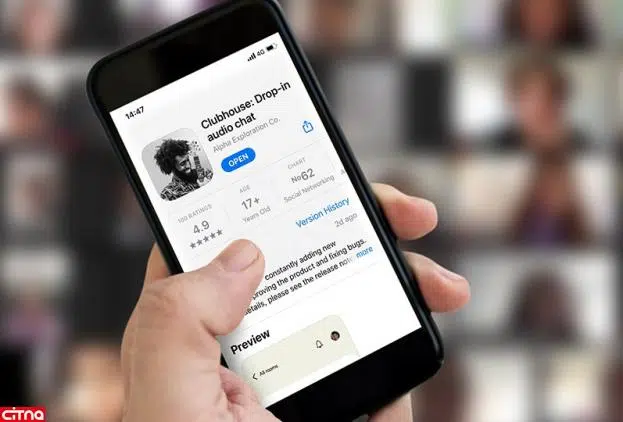 14:47
4G
Clubhouse: Drop-in
audio chat
Alpha Exploration Co.
OPEN
100 RATINGS
4.9
★★★★★
AGE
17+
Years Old
CHART
No62
Social Networking
Version History
2d ago
constantly adding new
proving the product and fixing bugs.
etails, please see the release
more
Preview
All rooms
CiTNA